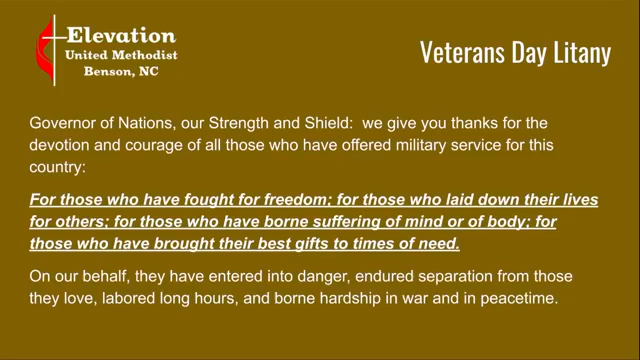 Elevation
United Methodist
Benson, NC
Veterans Day Litany
Governor of Nations, our Strength and Shield:  we give you thanks for the
devotion and courage of all those who have offered military service for this
country:
For those who have fought for freedom; for those who laid down their lives
for others; for those who have borne suffering of mind or of body; for
those who have brought their best gifts to times of need.
On our behalf, they have entered into danger, endured separation from those
they love, labored long hours, and borne hardship in war and in peacetime.